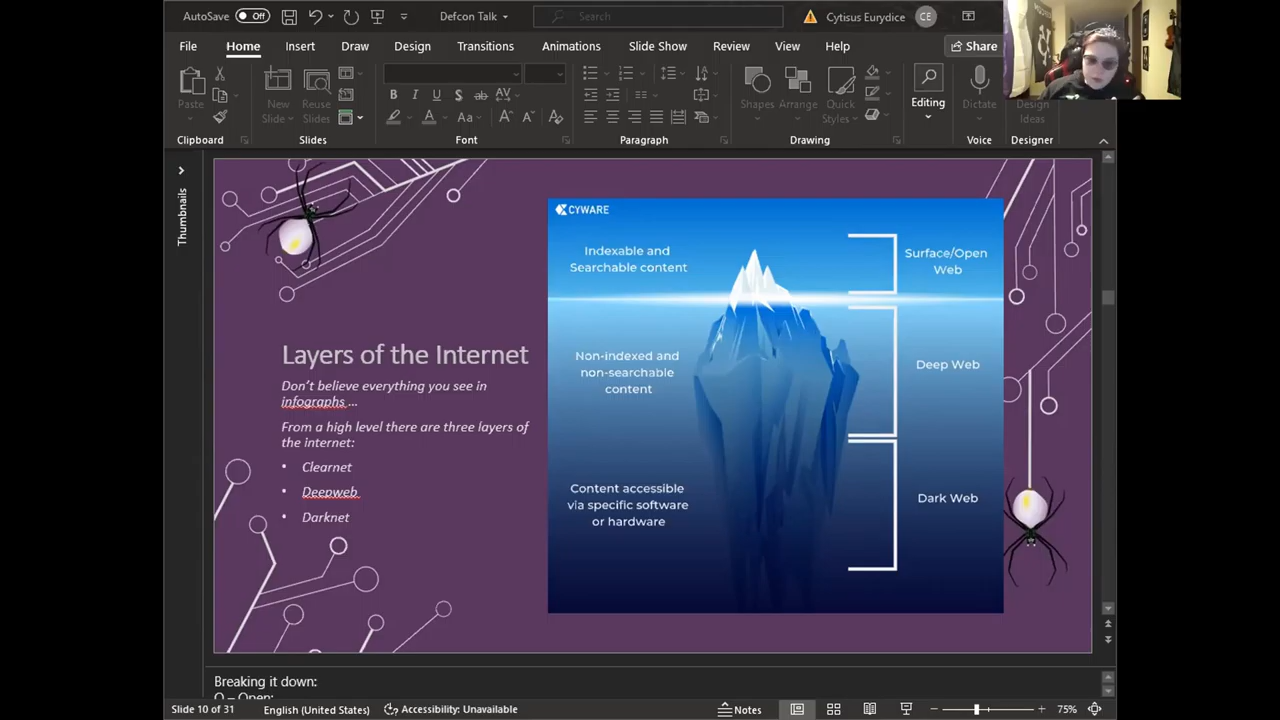 AutoSave Off Defcon Talk Search Cytisus Eurydice CE
File Home Insert Draw Design Transitions Animations Slide Show Review View Help Share
Paste New Slide Reuse Slides Shapes Arrange Quick Styles Editing Dictate Design Ideas
Clipboard Slides Font Paragraph Drawing Voice Designer
Thumbnails
CYWARE
Indexable and
Searchable content
Surface/Open
Web
Layers of the Internet
Don't believe everything you see in
infographs ...
From a high level there are three layers of
the internet:
• Clearnet
• Deepweb
• Darknet
Non-indexed and
non-searchable
content
Deep Web
Content accessible
via specific software
or hardware
Dark Web
Breaking it down:
O – Open:
Slide 10 of 31 English (United States) Accessibility: Unavailable Notes 75%